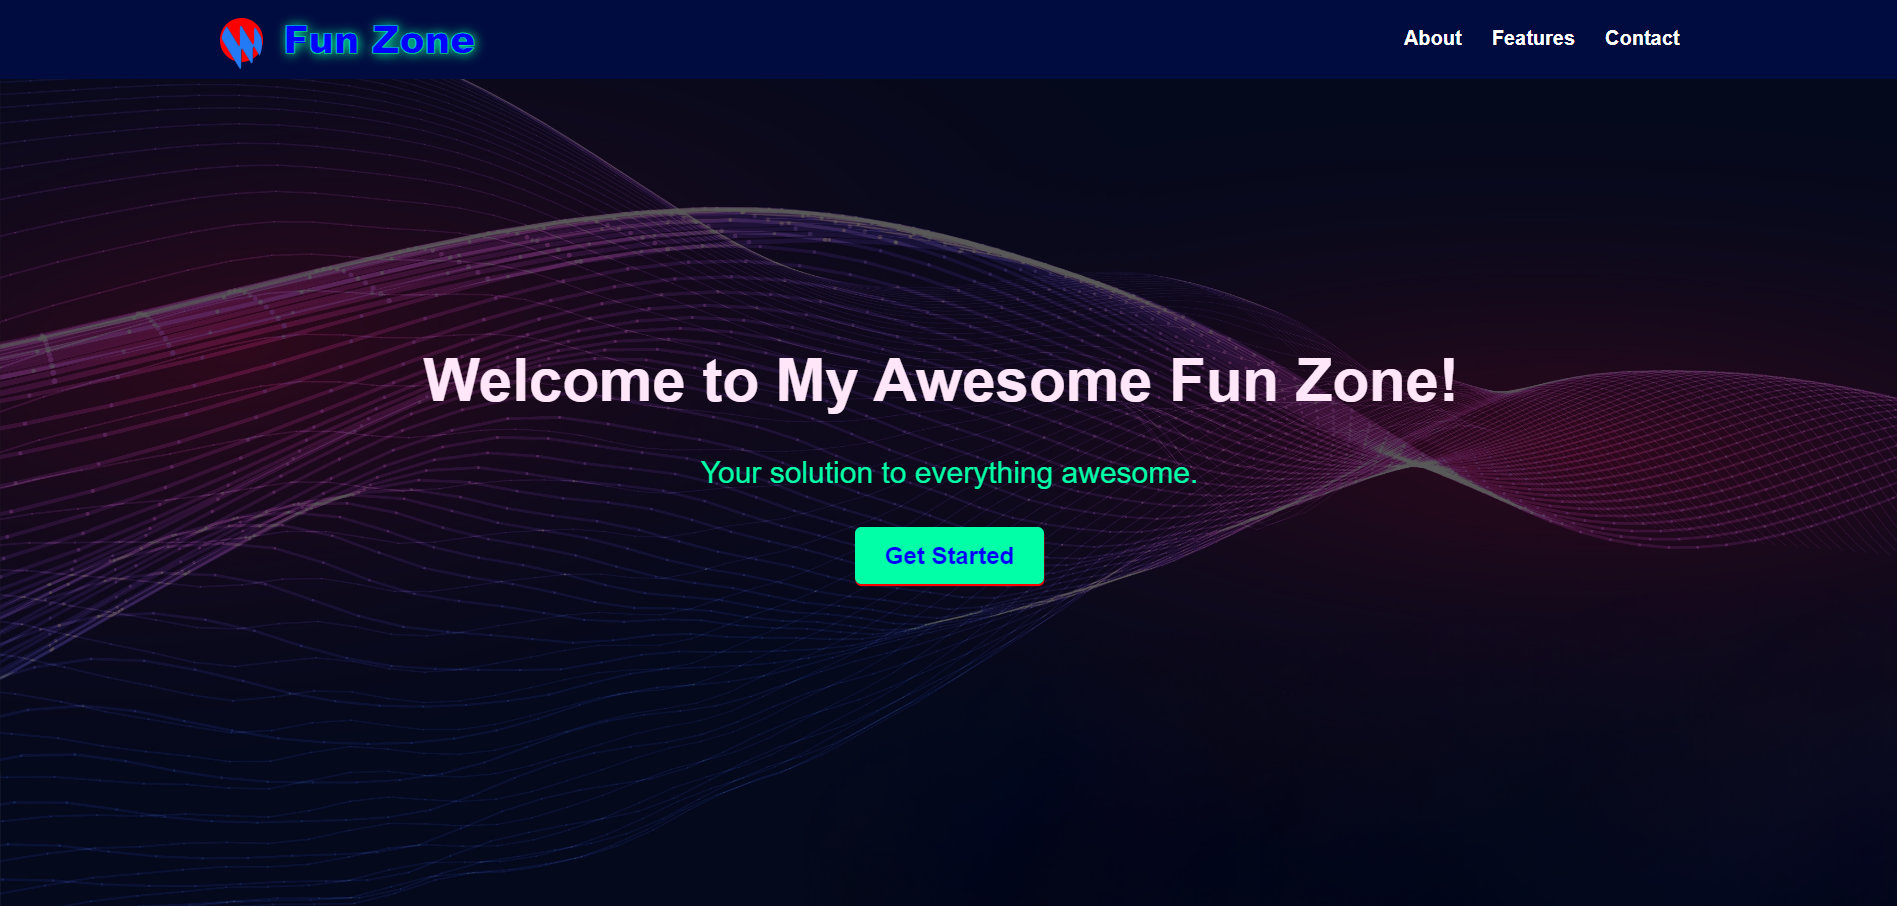 Fun Zone
About Features Contact
Welcome to My Awesome Fun Zone!
Your solution to everything awesome.
Get Started